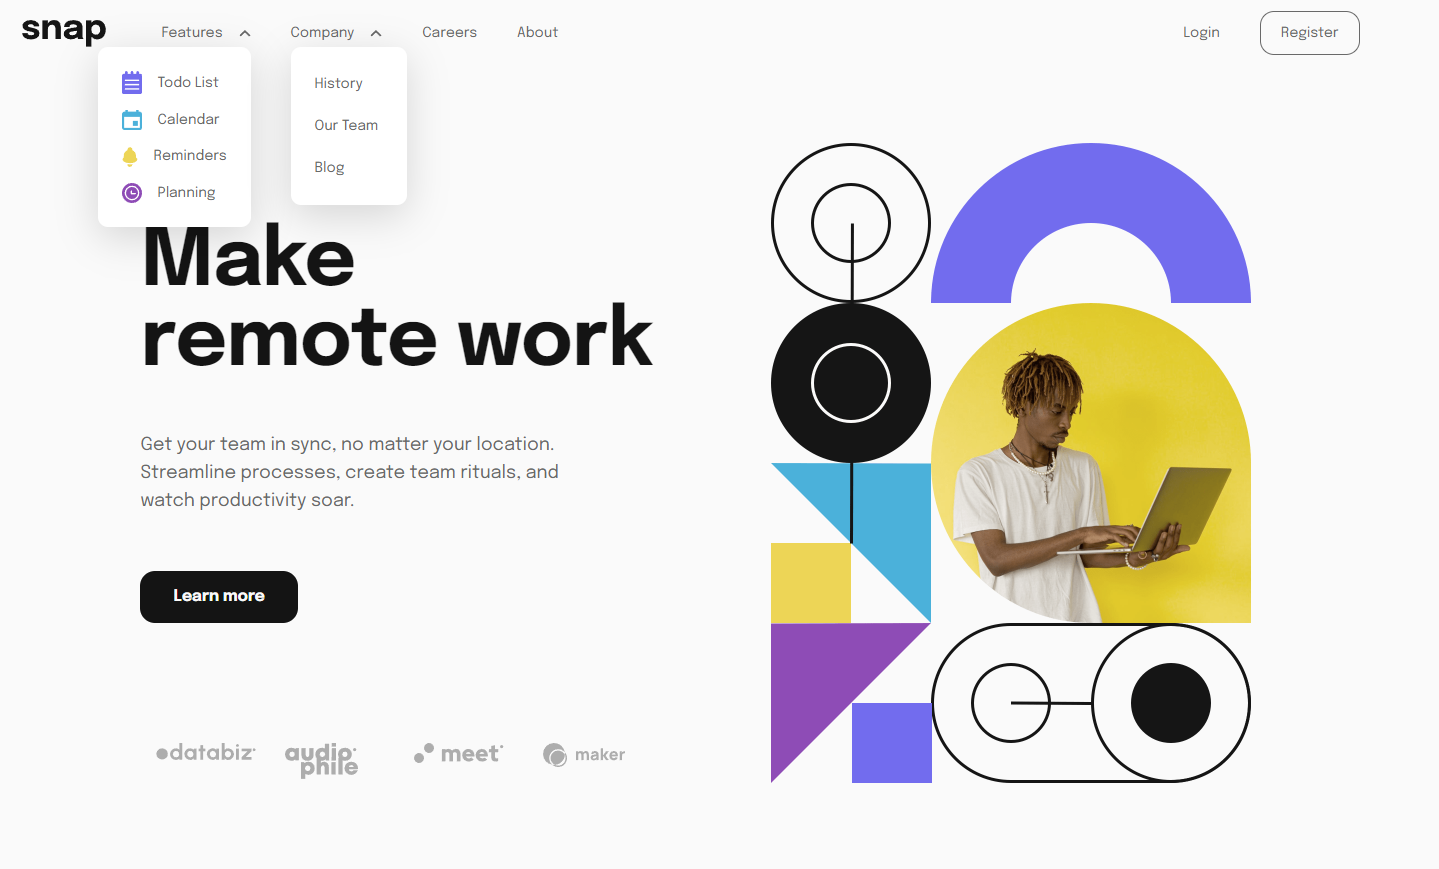 snap
Features
Company
Careers
About
Login
Register
Todo List
Calendar
Reminders
Planning
History
Our Team
Blog
Make
remote work
Get your team in sync, no matter your location.
Streamline processes, create team rituals, and
watch productivity soar.
Learn more
databiz
audio
phile
meet
maker